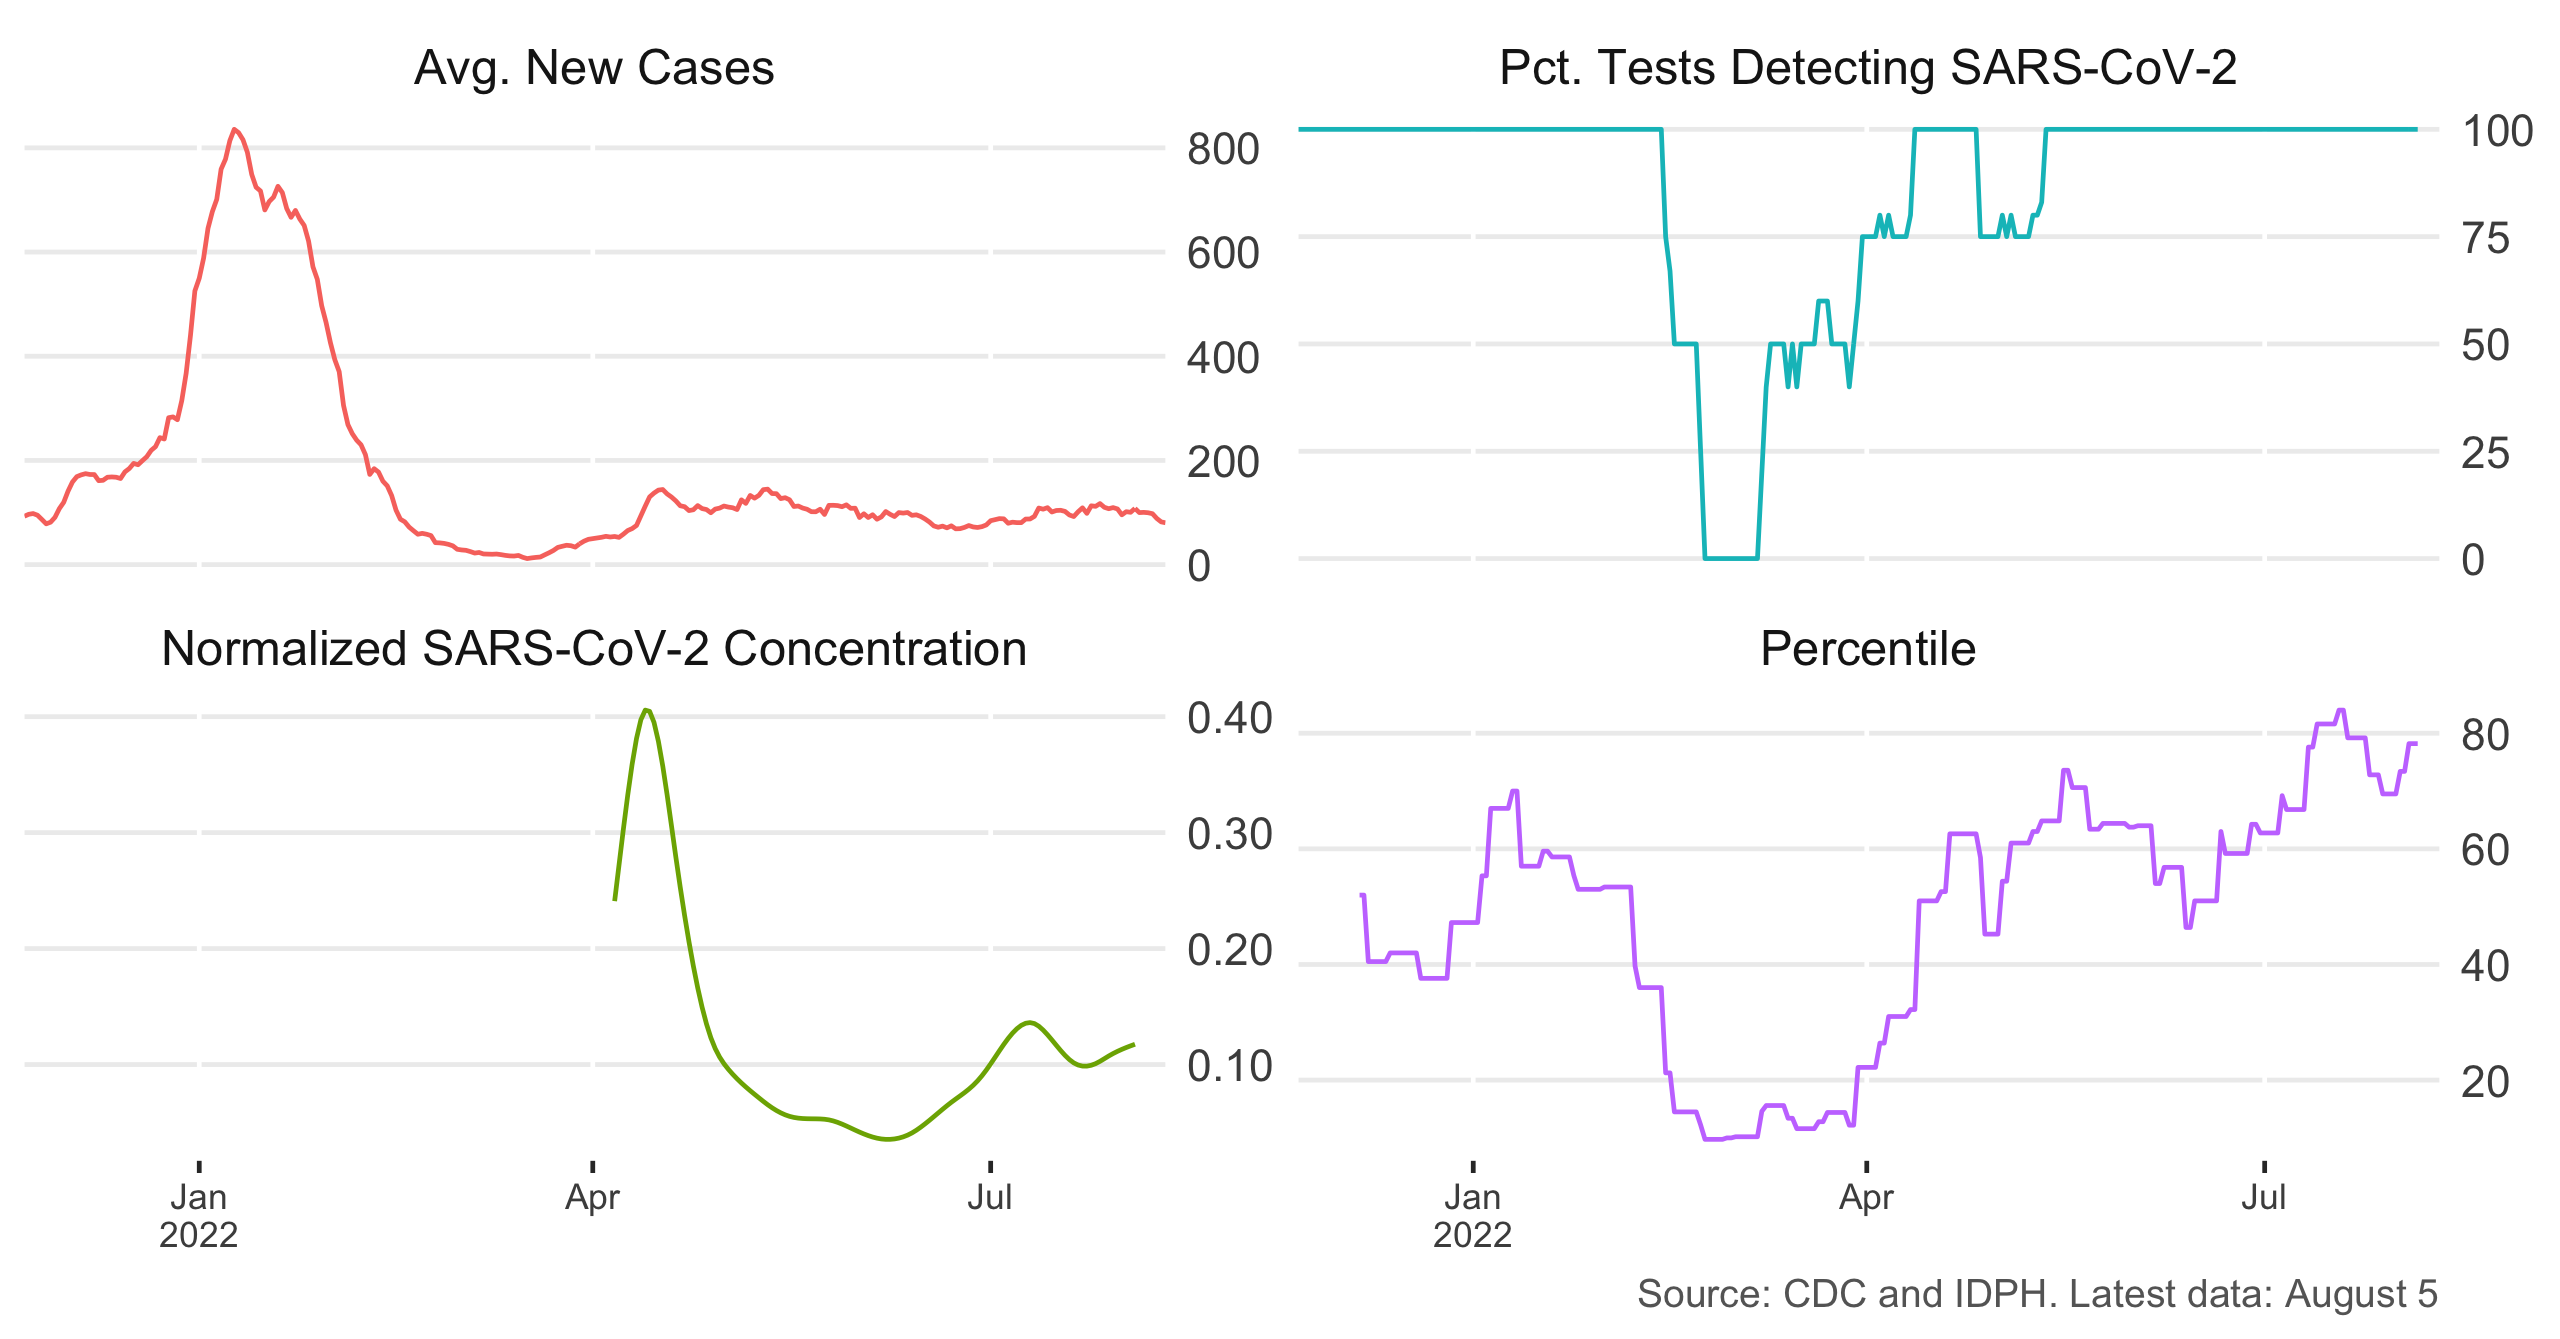 Avg. New Cases
800
600
400
200
0
Pct. Tests Detecting SARS-CoV-2
100
75
50
25
0
Normalized SARS-CoV-2 Concentration
0.40
0.30
0.20
0.10
Jan
2022
Apr
Jul
Percentile
80
60
40
20
Jan
2022
Apr
Jul
Source: CDC and IDPH. Latest data: August 5